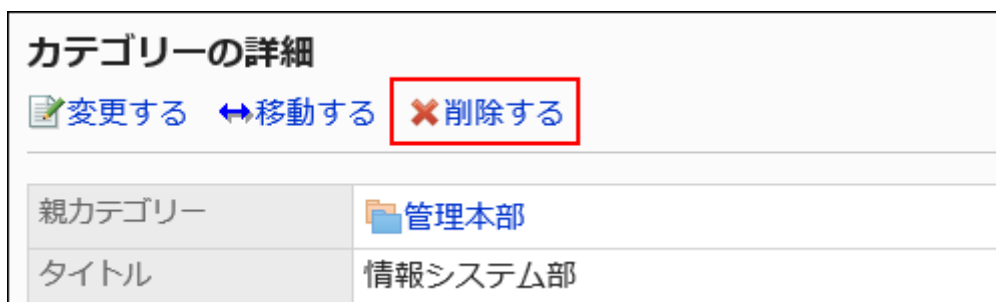 カテゴリーの詳細
変更する 移動する 削除する
親カテゴリー 管理本部
タイトル 情報システム部